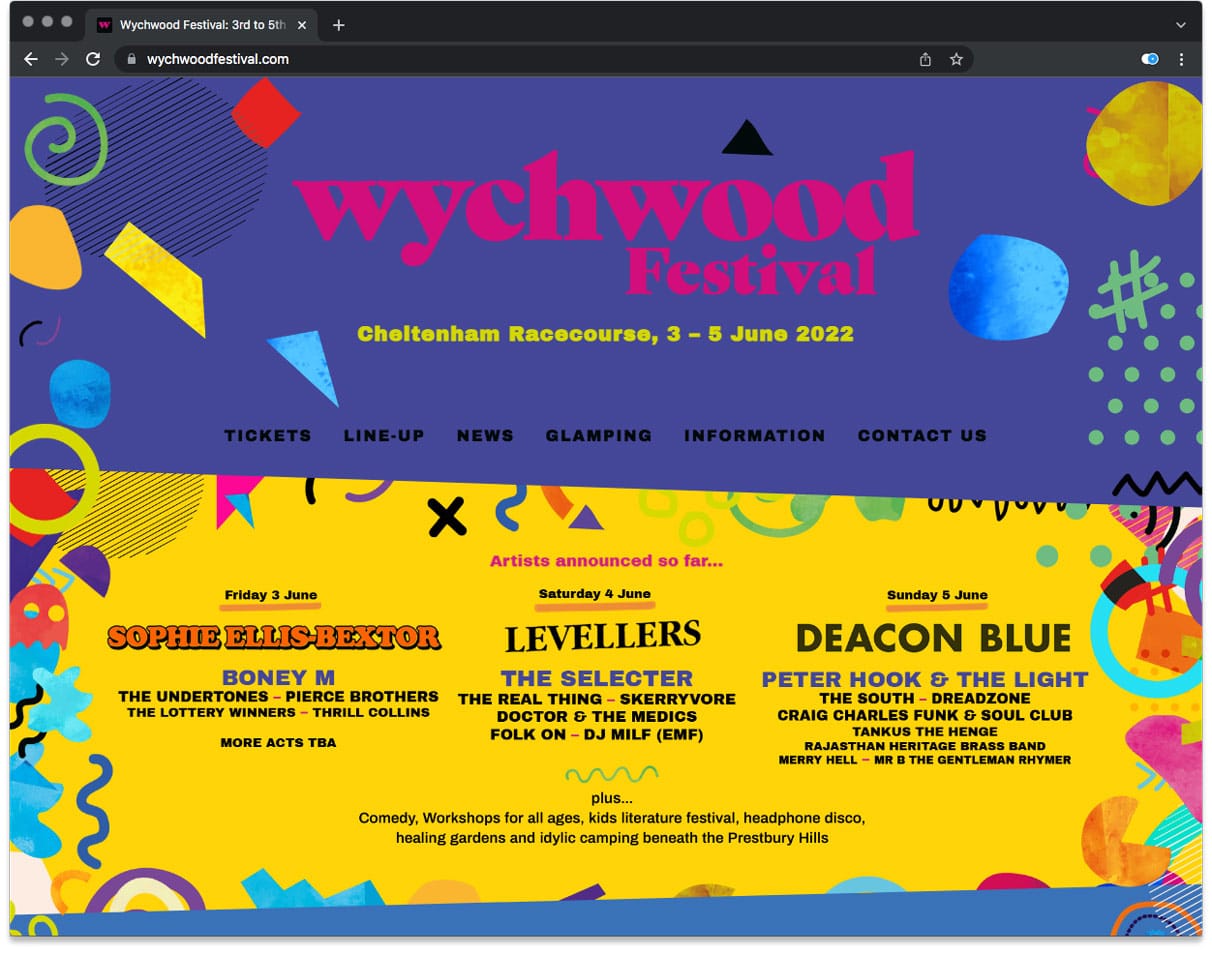 Wychwood Festival: 3rd to 5th
wychwoodfestival.com
wychwood
Festival
Cheltenham Racecourse, 3 – 5 June 2022
TICKETS LINE-UP NEWS GLAMPING INFORMATION CONTACT US
Artists announced so far...
Friday 3 June
SOPHIE ELLIS-BEXTOR
BONEY M
THE UNDERTONES – PIERCE BROTHERS
THE LOTTERY WINNERS – THRILL COLLINS
MORE ACTS TBA
Saturday 4 June
LEVELLERS
THE SELECTER
THE REAL THING – SKERRYVORE
DOCTOR & THE MEDICS
FOLK ON – DJ MILF (EMF)
Sunday 5 June
DEACON BLUE
PETER HOOK & THE LIGHT
THE SOUTH – DREADZONE
CRAIG CHARLES FUNK & SOUL CLUB
TANKUS THE HENGE
RAJASTHAN HERITAGE BRASS BAND
MERRY HELL – MR B THE GENTLEMAN RHYMER
plus...
Comedy, Workshops for all ages, kids literature festival, headphone disco,
healing gardens and idylic camping beneath the Prestbury Hills